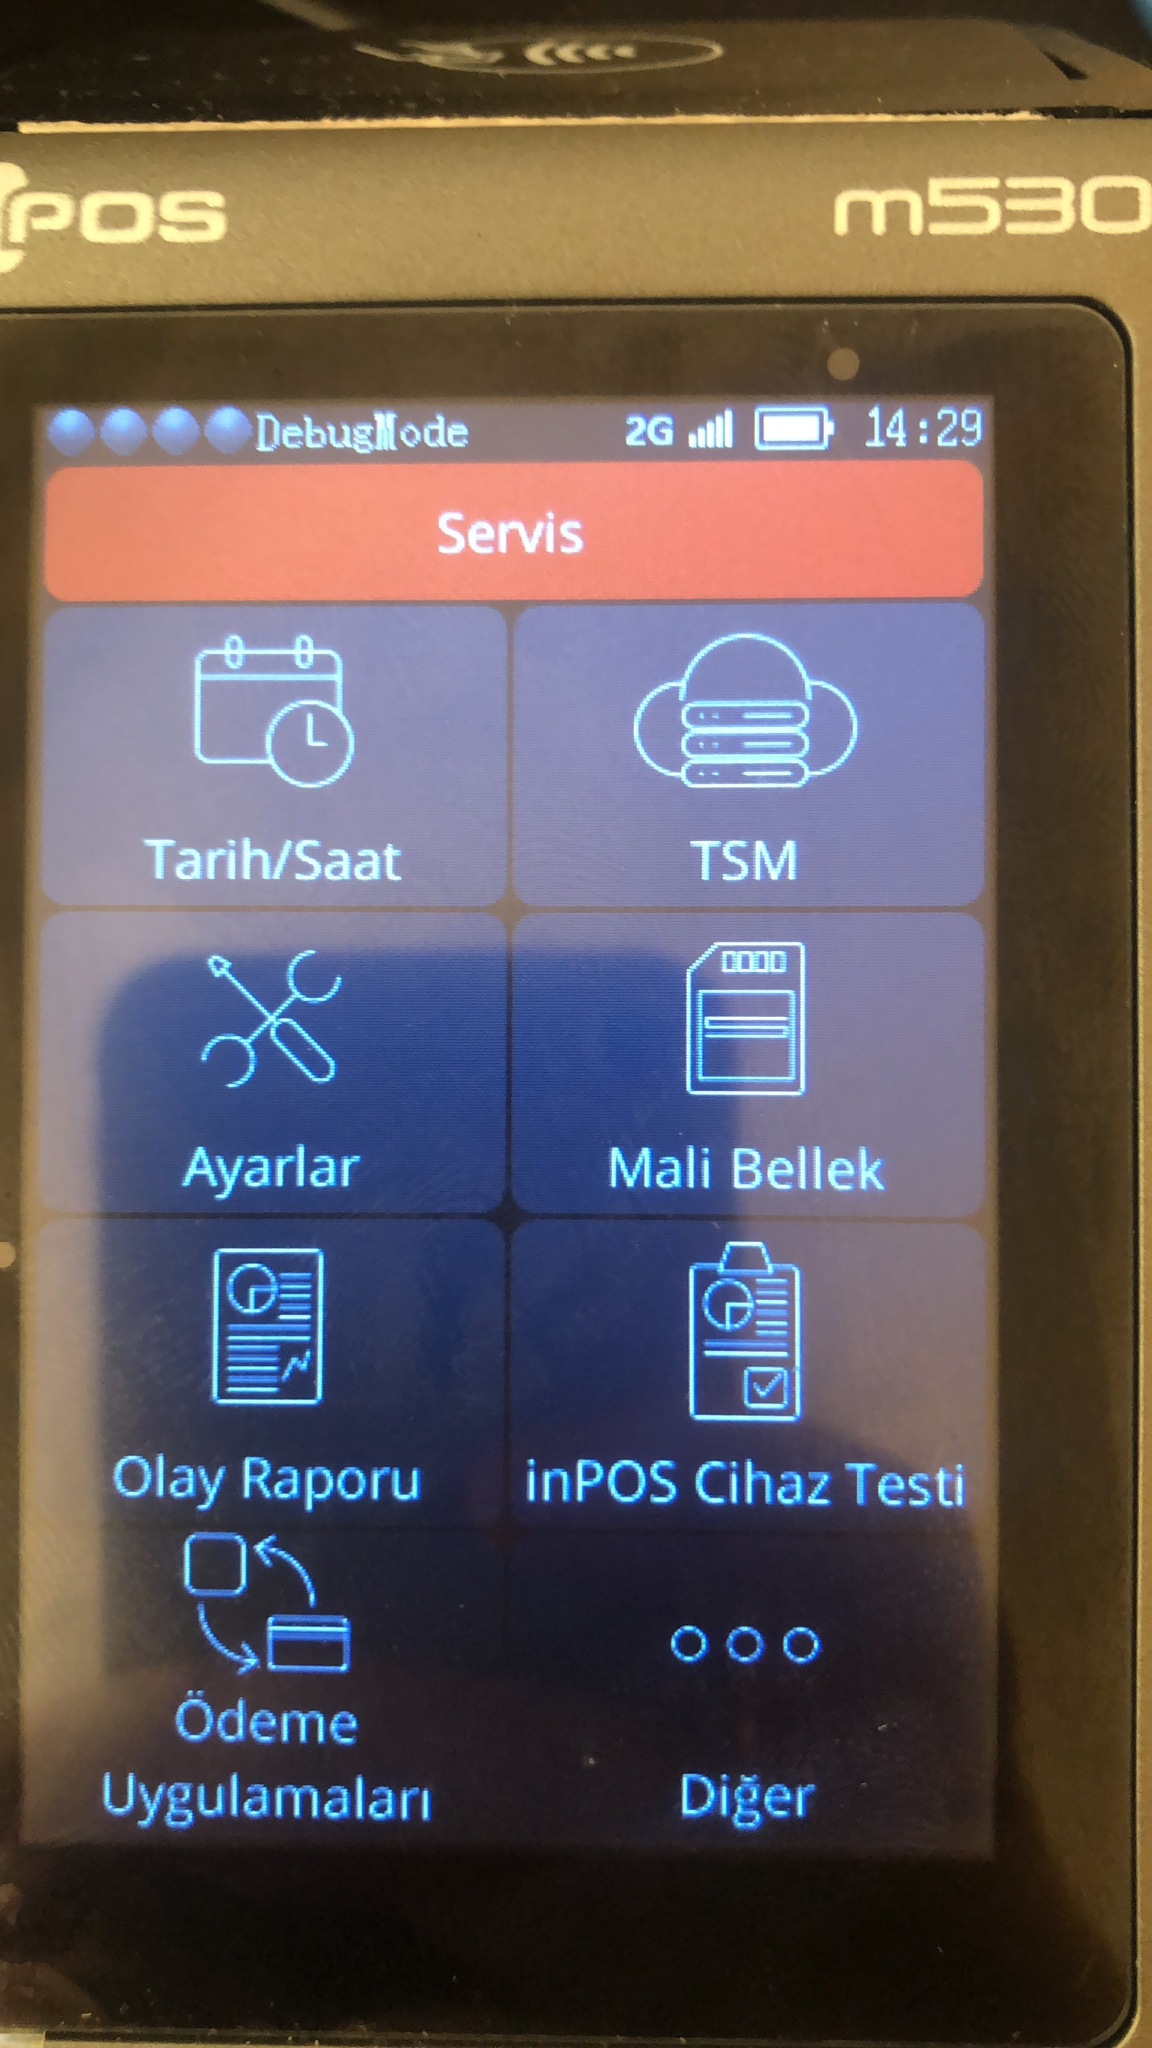 pos
m530
DebugMode 2G 14:29
Servis
Tarih/Saat
TSM
Ayarlar
Mali Bellek
Olay Raporu
inPOS Cihaz Testi
Ödeme
Uygulamaları
Diğer